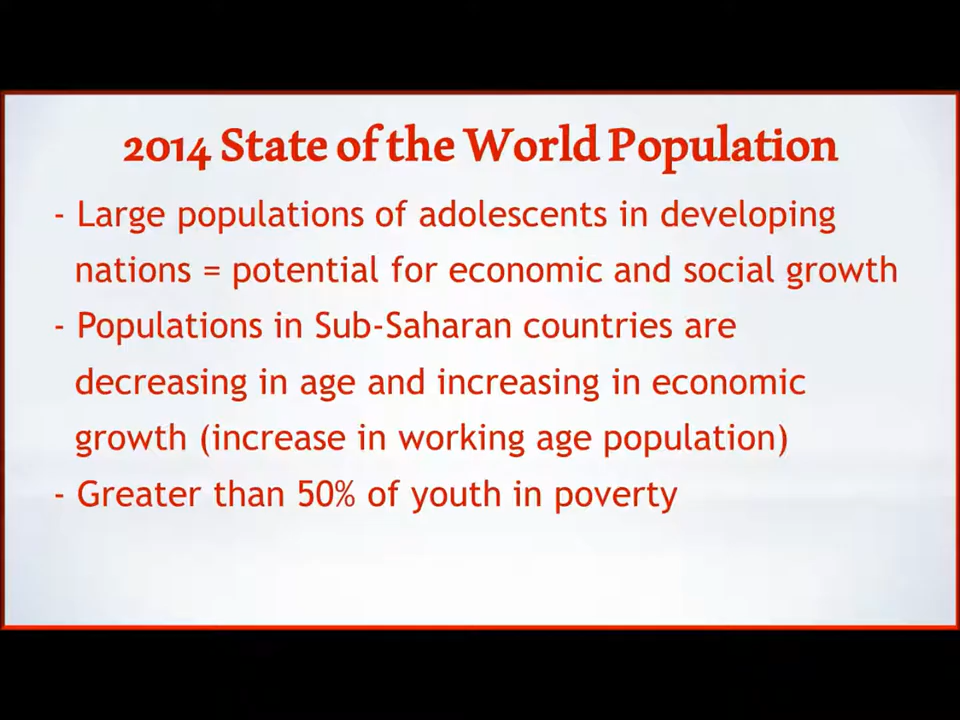 2014 State of the World Population
- Large populations of adolescents in developing
nations = potential for economic and social growth
- Populations in Sub-Saharan countries are
decreasing in age and increasing in economic
growth (increase in working age population)
- Greater than 50% of youth in poverty